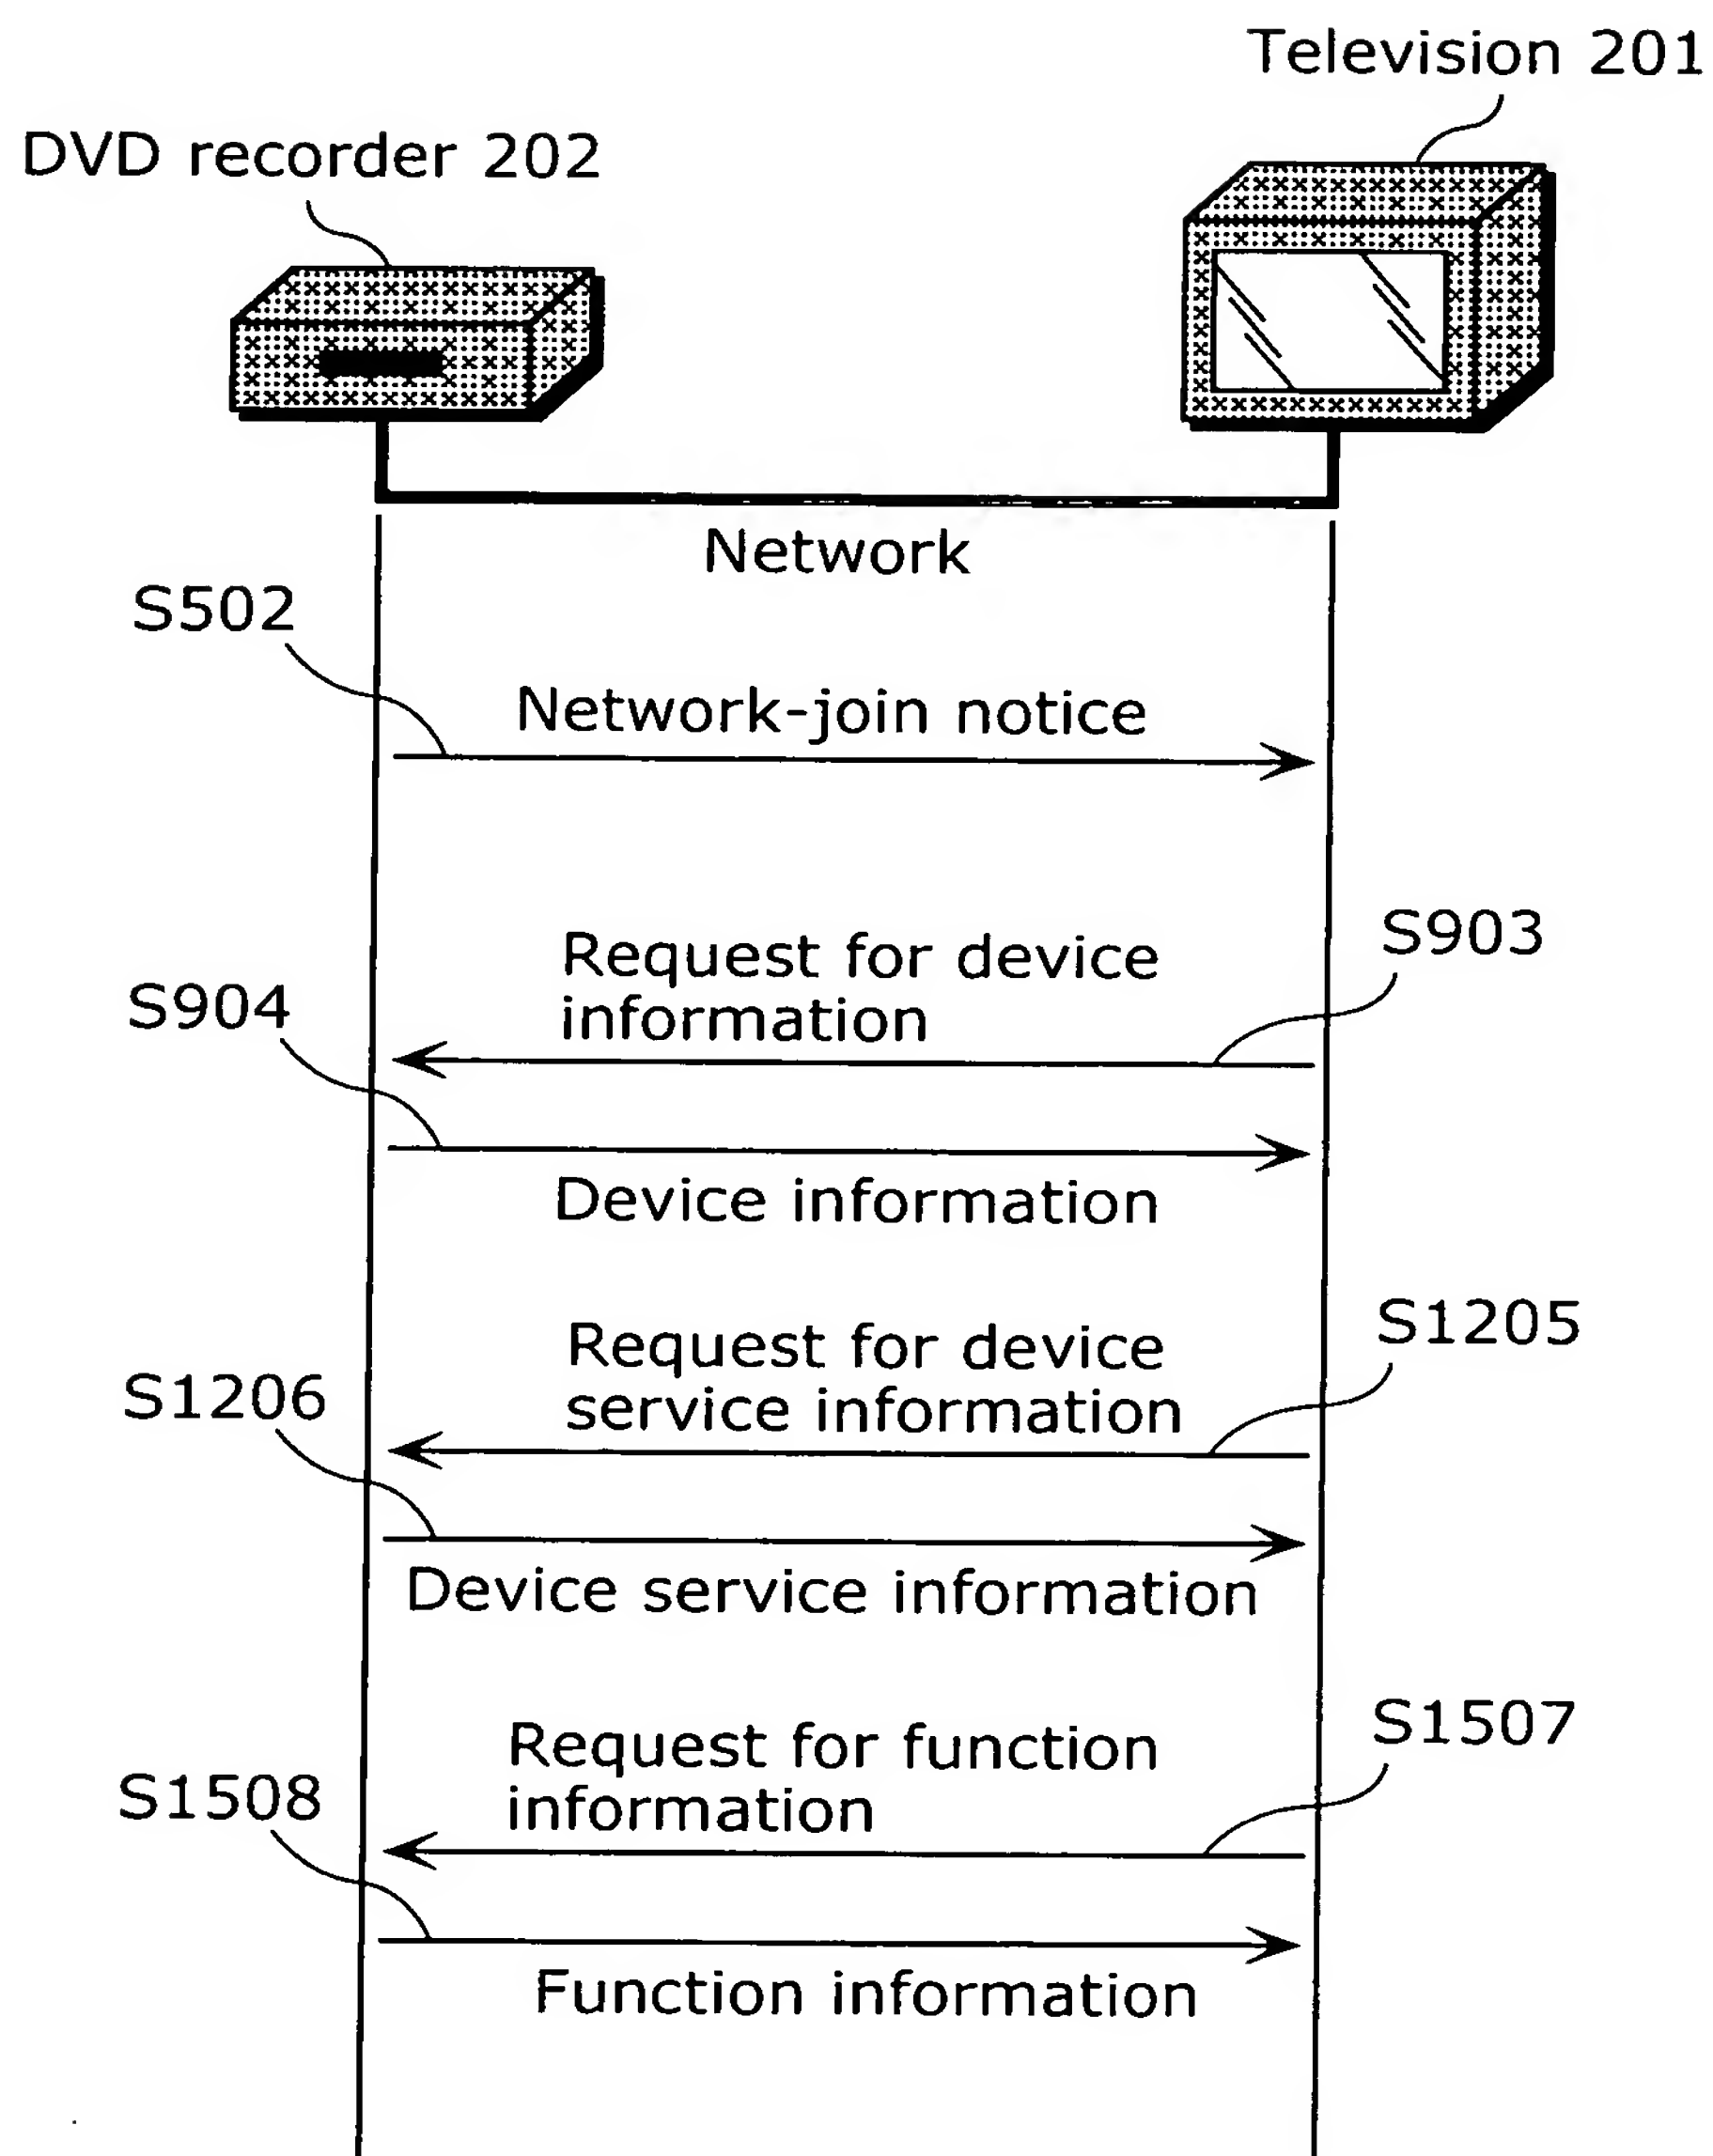 Television 201
DVD recorder 202
Network
S502
Network-join notice
S903
Request for device
information
S904
Device information
S1205
Request for device
service information
S1206
Device service information
S1507
Request for function
information
S1508
Function information